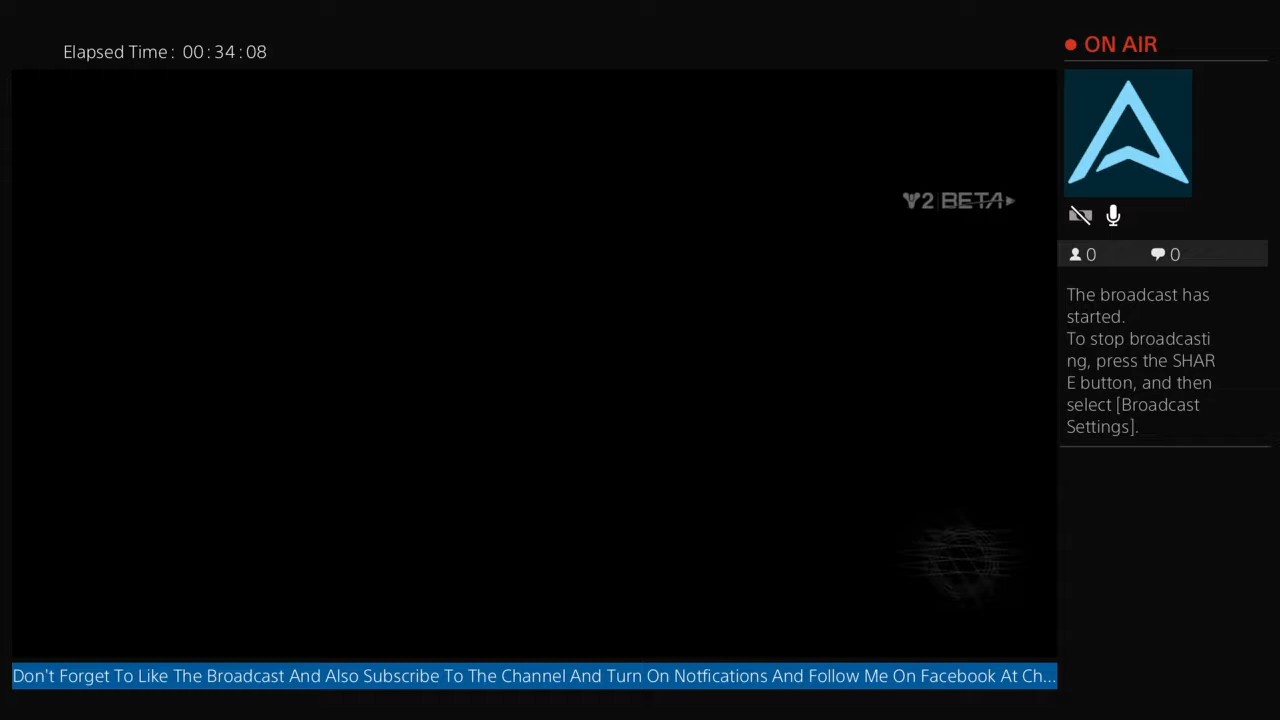 Elapsed Time: 00:34:08
ON AIR
2 BETA
0 0
The broadcast has
started.
To stop broadcasti
ng, press the SHAR
E button, and then
select [Broadcast
Settings].
Don't Forget To Like The Broadcast And Also Subscribe To The Channel And Turn On Notfications And Follow Me On Facebook At Ch...